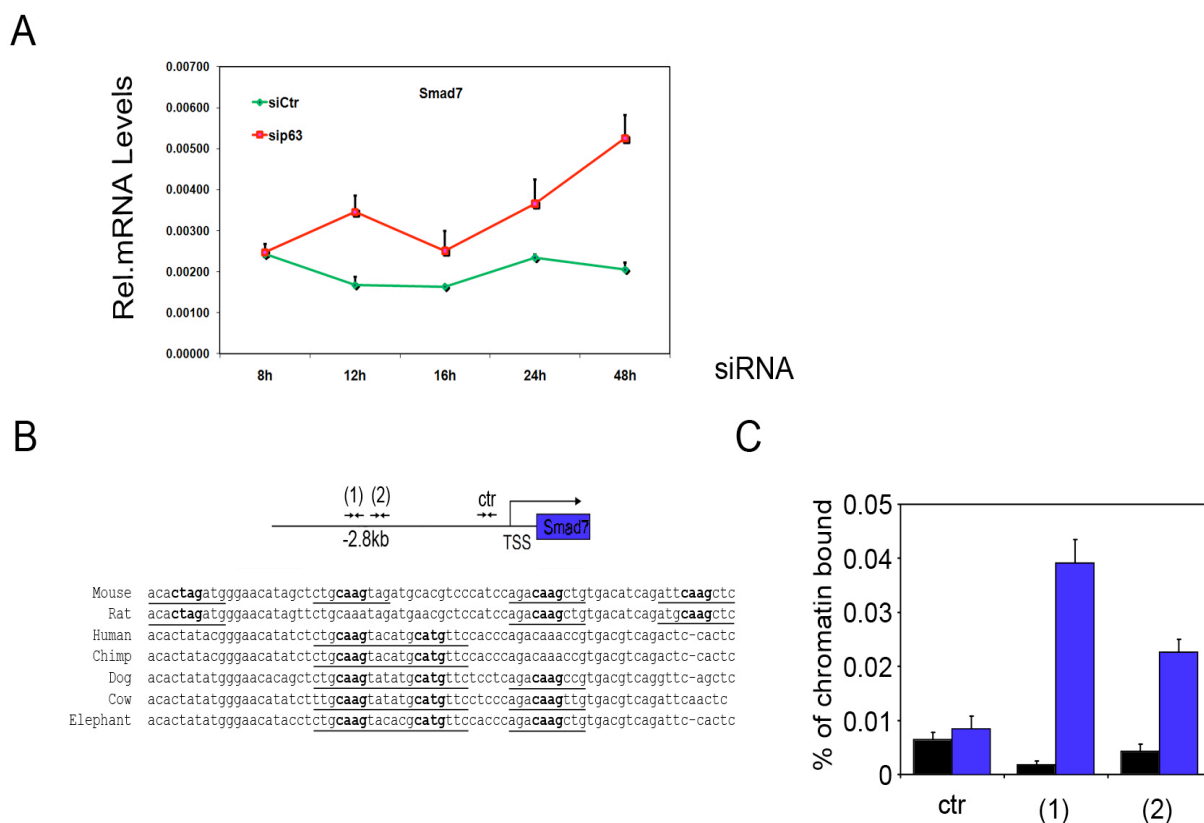 A
0.00700
0.00600
0.00500
0.00400
0.00300
0.00200
0.00100
0.00000
Rel.mRNA Levels
Smad7
siCtr
sip63
8h 12h 16h 24h 48h
siRNA
B
(1) (2) ctr
-2.8kb TSS Smad7
Mouse acactagatgggaacatagctctgcaagtagatgcacgtcccatccagacaagctgtgacatcagattcaagctc
Rat acactagatgggaacatagttctgcaaatagatgaacgtcccatccagacaagctgtgacatcagatgcaagctc
Human acactatacgggaacatatctctgcaagtacatgcatgttccacccagacaaaccgtgacgtcagactc-cactc
Chimp acactatacgggaacatatctctgcaagtacatgcatgttccacccagacaaaccgtgacgtcagactc-cactc
Dog acactatatgggaacacagctctgcaagtatatgcatgttctcctcagacaagccgtgacgtcaggttc-agctc
Cow acactatatgggaacatatctttgcaagtatatgcatgttcctcccagacaagttgtgacgtcagattcaactc
Elephant acactatatgggaacatacctctgcaagtacacgcatgttccacccagacaagctgtgacgtcagattc-cactc
C
% of chromatin bound
0.05
0.04
0.03
0.02
0.01
0
ctr (1) (2)